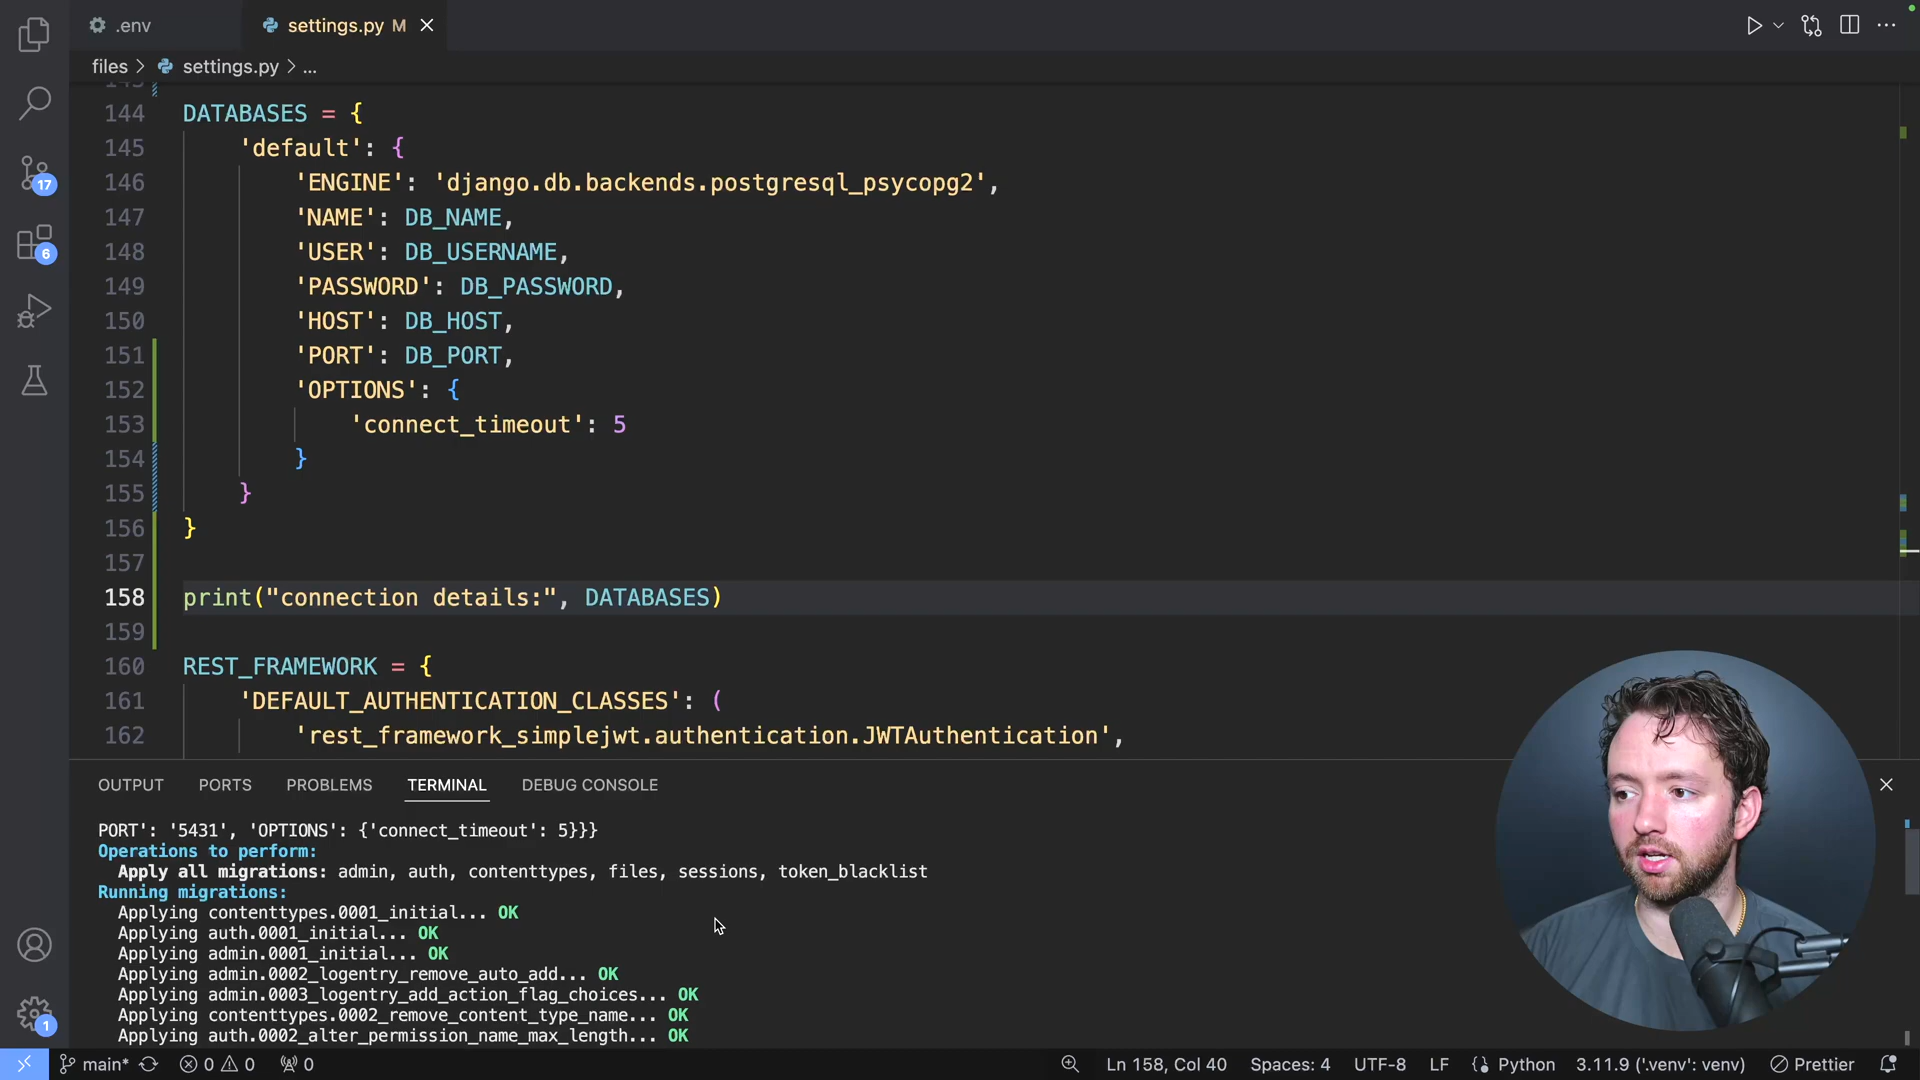 .env
settings.py M
files > settings.py > ...
144 DATABASES = {
145 'default': {
146 'ENGINE': 'django.db.backends.postgresql_psycopg2',
147 'NAME': DB_NAME,
148 'USER': DB_USERNAME,
149 'PASSWORD': DB_PASSWORD,
150 'HOST': DB_HOST,
151 'PORT': DB_PORT,
152 'OPTIONS': {
153 'connect_timeout': 5
154 }
155 }
156 }
157
158 print("connection details:", DATABASES)
159
160 REST_FRAMEWORK = {
161 'DEFAULT_AUTHENTICATION_CLASSES': (
162 'rest_framework_simplejwt.authentication.JWTAuthentication',
17
6
1
OUTPUT PORTS PROBLEMS TERMINAL DEBUG CONSOLE
PORT': '5431', 'OPTIONS': {'connect_timeout': 5}}}
Operations to perform:
Apply all migrations: admin, auth, contenttypes, files, sessions, token_blacklist
Running migrations:
Applying contenttypes.0001_initial... OK
Applying auth.0001_initial... OK
Applying admin.0001_initial... OK
Applying admin.0002_logentry_remove_auto_add... OK
Applying admin.0003_logentry_add_action_flag_choices... OK
Applying contenttypes.0002_remove_content_type_name... OK
Applying auth.0002_alter_permission_name_max_length... OK
main* 0 0 0 Ln 158, Col 40 Spaces: 4 UTF-8 LF Python 3.11.9 ('.venv': venv) Prettier